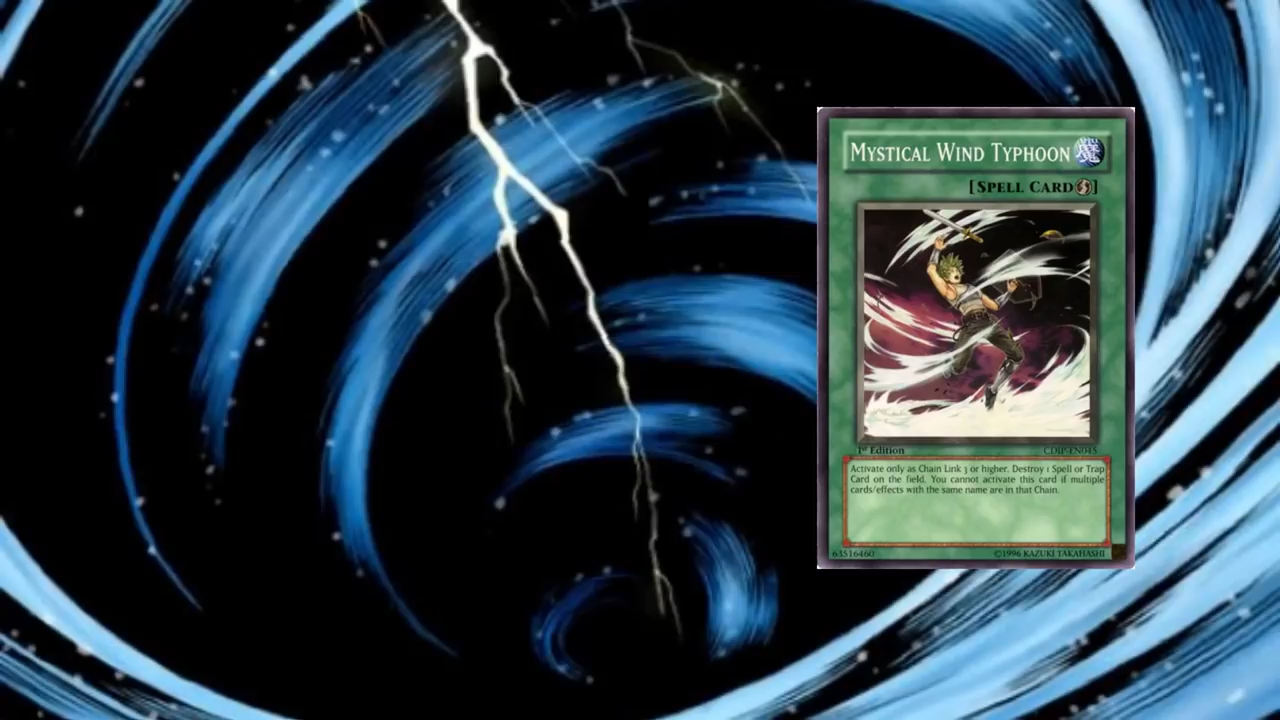 MYSTICAL WIND TYPHOON
[SPELL CARD]
1st Edition
CDIP-EN045
Activate only as Chain Link 3 or higher. Destroy 1 Spell or Trap
Card on the field. You cannot activate this card if multiple
cards/effects with the same name are in that Chain.
63516460
©1996 KAZUKI TAKAHASHI